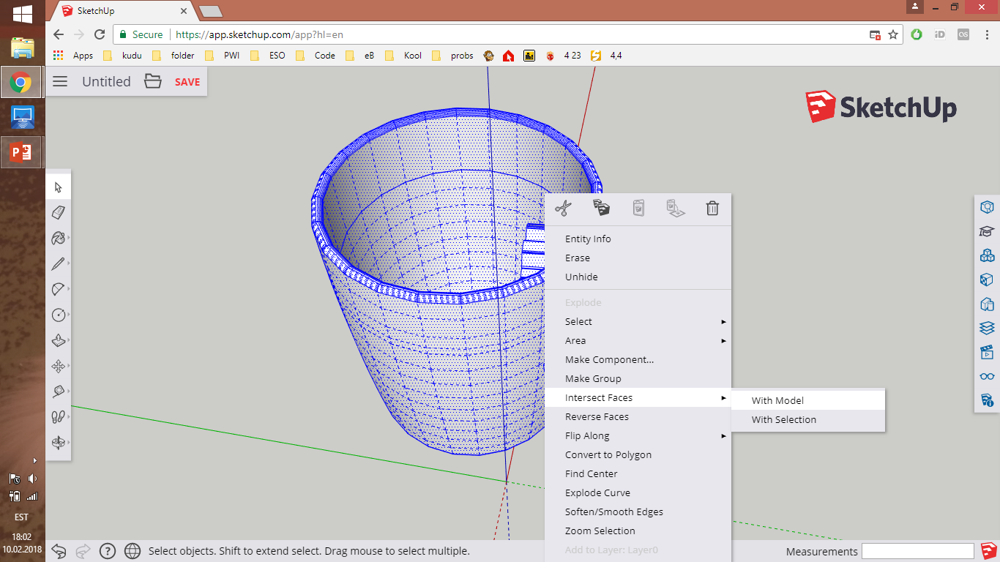 SketchUp
Secure
https://app.sketchup.com/app?hl=en
Apps
kudu
folder
PWI
ESO
Code
eB
Kool
probs
4 23
4,4
Untitled
SAVE
SketchUp
Entity Info
Erase
Unhide
Explode
Select
Area
Make Component...
Make Group
Intersect Faces
With Model
With Selection
Reverse Faces
Flip Along
Convert to Polygon
Find Center
Explode Curve
Soften/Smooth Edges
Zoom Selection
Add to Layer: Layer0
EST
18:02
10.02.2018
Select objects. Shift to extend select. Drag mouse to select multiple.
Measurements